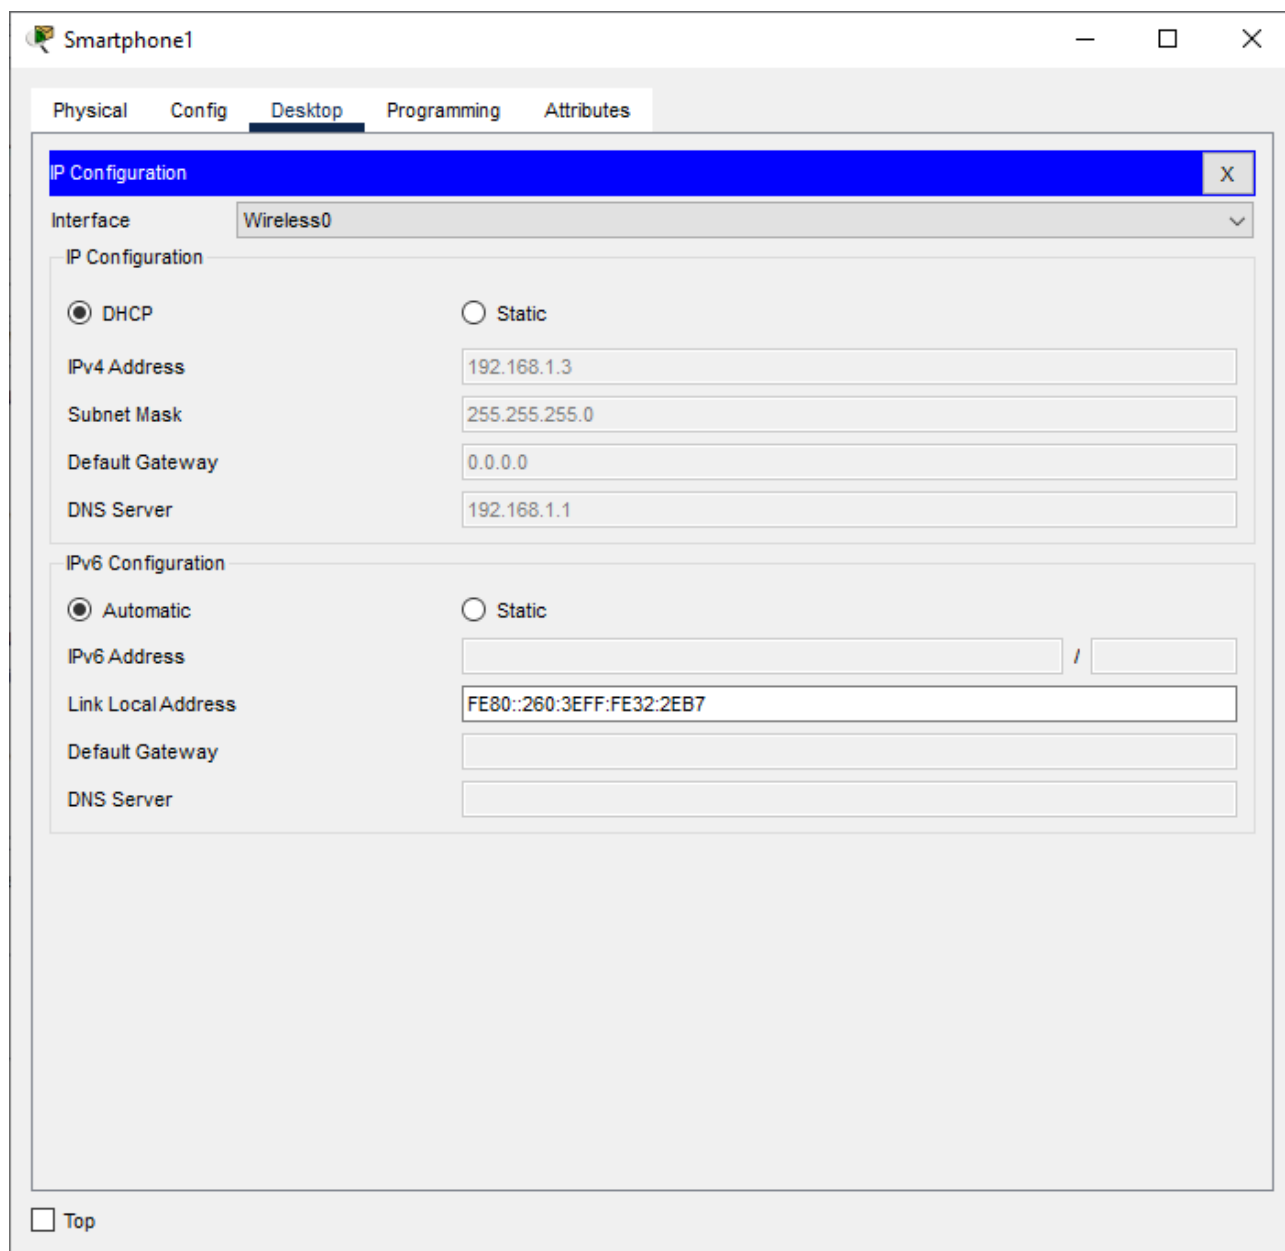 Smartphone1
Physical Config Desktop Programming Attributes
IP Configuration X
Interface Wireless0
IP Configuration
DHCP Static
IPv4 Address 192.168.1.3
Subnet Mask 255.255.255.0
Default Gateway 0.0.0.0
DNS Server 192.168.1.1
IPv6 Configuration
Automatic Static
IPv6 Address /
Link Local Address FE80::260:3EFF:FE32:2EB7
Default Gateway
DNS Server
Top